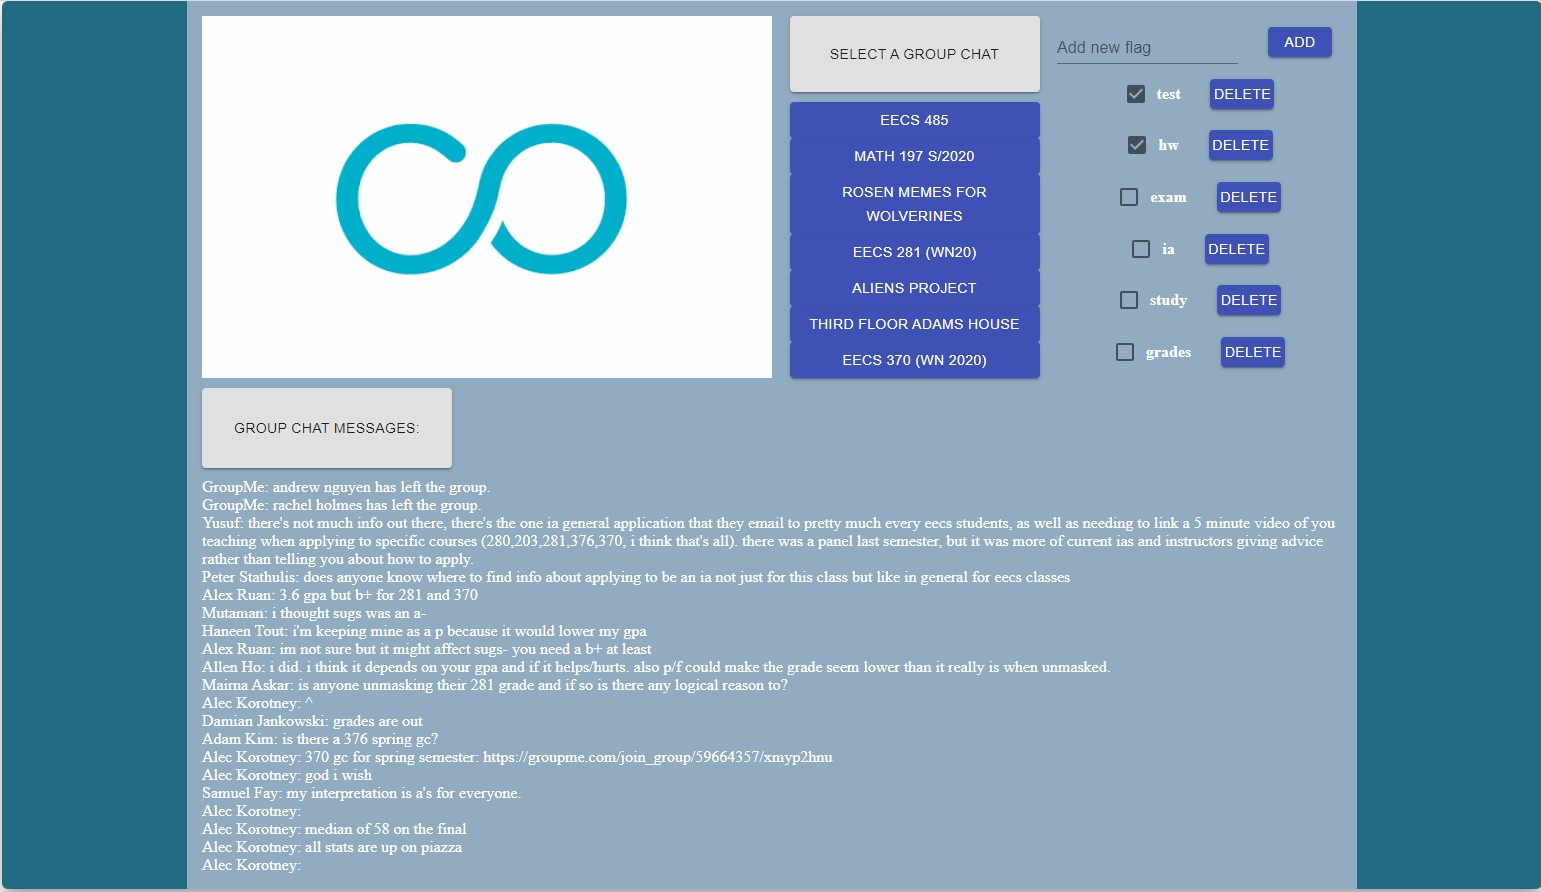 SELECT A GROUP CHAT
EECS 485
MATH 197 S/2020
ROSEN MEMES FOR
WOLVERINES
EECS 281 (WN20)
ALIENS PROJECT
THIRD FLOOR ADAMS HOUSE
EECS 370 (WN 2020)
Add new flag ADD
test DELETE
hw DELETE
exam DELETE
ia DELETE
study DELETE
grades DELETE
GROUP CHAT MESSAGES:
GroupMe: andrew nguyen has left the group.
GroupMe: rachel holmes has left the group.
Yusuf: there's not much info out there, there's the one ia general application that they email to pretty much every eecs students, as well as needing to link a 5 minute video of you
teaching when applying to specific courses (280,203,281,376,370, i think that's all). there was a panel last semester, but it was more of current ias and instructors giving advice
rather than telling you about how to apply.
Peter Stathulis: does anyone know where to find info about applying to be an ia not just for this class but like in general for eecs classes
Alex Ruan: 3.6 gpa but b+ for 281 and 370
Mutaman: i thought sugs was an a-
Haneen Tout: i'm keeping mine as a p because it would lower my gpa
Alex Ruan: im not sure but it might affect sugs- you need a b+ at least
Allen Ho: i did. i think it depends on your gpa and if it helps/hurts. also p/f could make the grade seem lower than it really is when unmasked.
Mairna Askar: is anyone unmasking their 281 grade and if so is there any logical reason to?
Alec Korotney: ^
Damian Jankowski: grades are out
Adam Kim: is there a 376 spring gc?
Alec Korotney: 370 gc for spring semester: https://groupme.com/join_group/59664357/xmyp2hnu
Alec Korotney: god i wish
Samuel Fay: my interpretation is a's for everyone.
Alec Korotney:
Alec Korotney: median of 58 on the final
Alec Korotney: all stats are up on piazza
Alec Korotney: